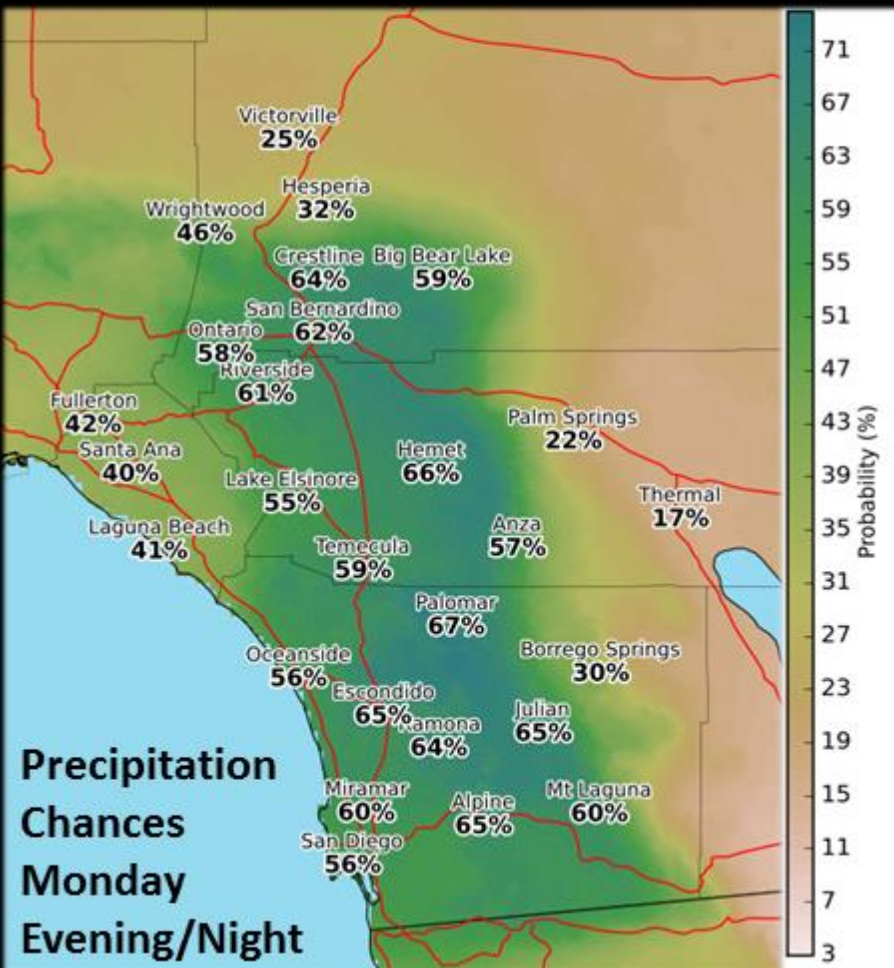 Victorville
25%
Hesperia
32%
Wrightwood
46%
Crestline
64%
Big Bear Lake
59%
San Bernardino
62%
Ontario
58%
Riverside
61%
Fullerton
42%
Santa Ana
40%
Palm Springs
22%
Hemet
66%
Lake Elsinore
55%
Thermal
17%
Laguna Beach
41%
Anza
57%
Temecula
59%
Palomar
67%
Oceanside
56%
Borrego Springs
30%
Escondido
65%
Ramona
64%
Julian
65%
Miramar
60%
Alpine
65%
Mt Laguna
60%
San Diego
56%
Precipitation
Chances
Monday
Evening/Night
71
67
63
59
55
51
47
43
39
35
31
27
23
19
15
11
7
3
Probability (%)